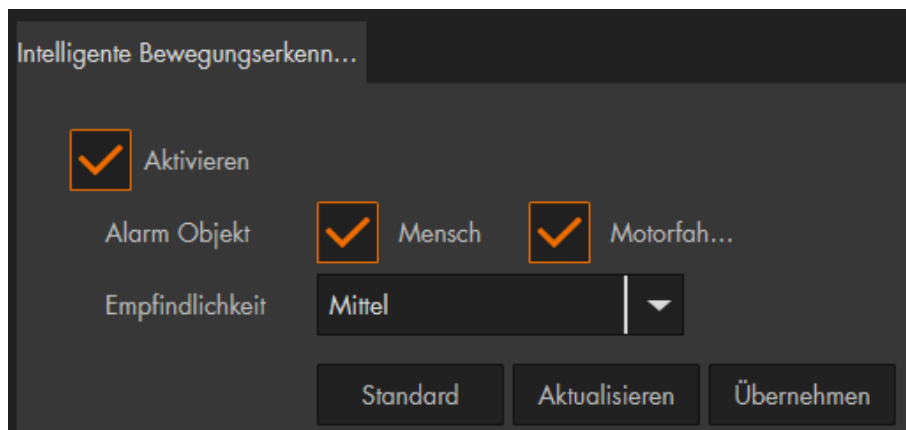 Intelligente Bewegungserkenn...
Aktivieren
Alarm Objekt Mensch Motorfah...
Empfindlichkeit Mittel
Standard Aktualisieren Übernehmen